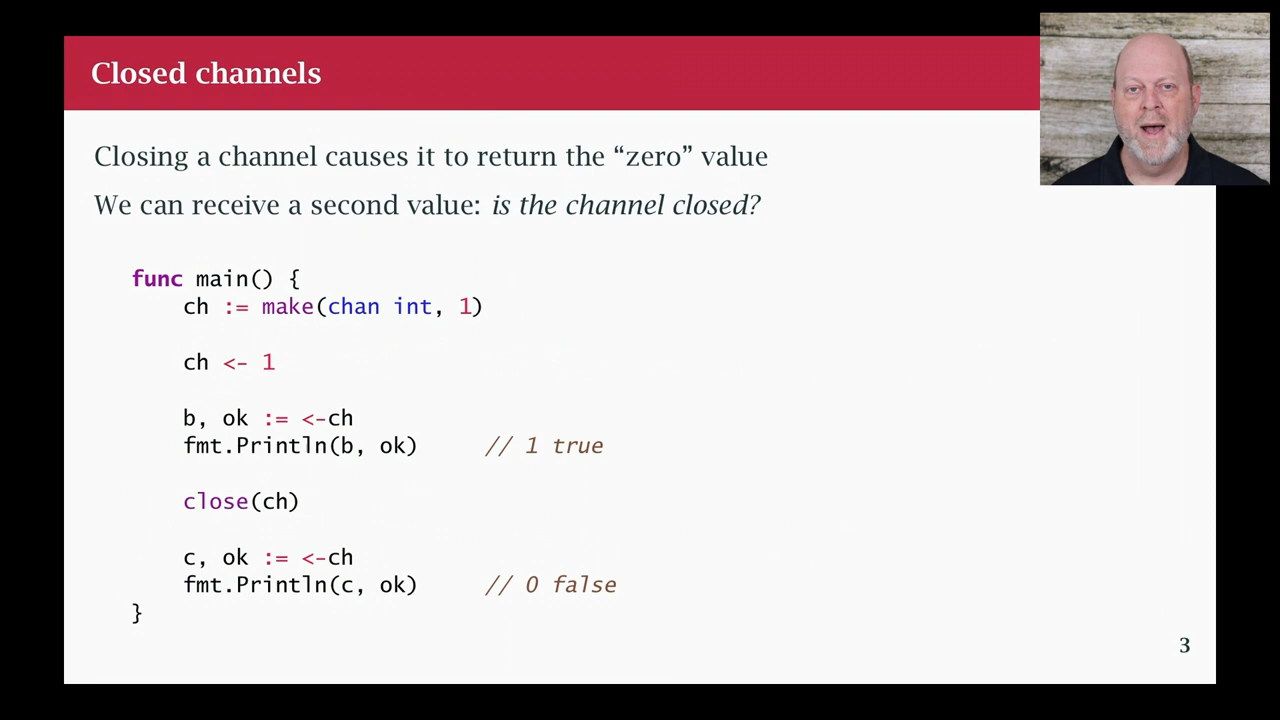 Closed channels
Closing a channel causes it to return the “zero” value
We can receive a second value: is the channel closed?
func main() {
    ch := make(chan int, 1)
    ch <- 1
    b, ok := <-ch
    fmt.Println(b, ok)     // 1 true
    close(ch)
    c, ok := <-ch
    fmt.Println(c, ok)     // 0 false
}
3